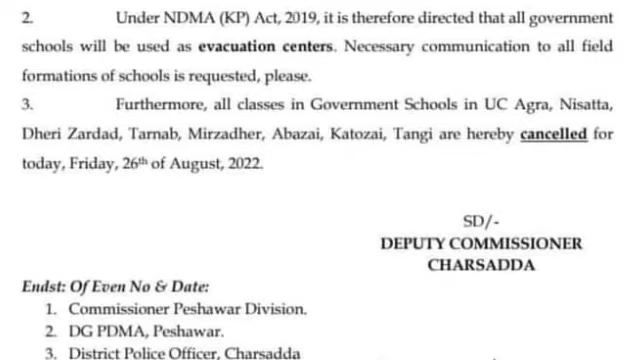 2. Under NDMA (KP) Act, 2019, it is therefore directed that all government
schools will be used as evacuation centers. Necessary communication to all field
formations of schools is requested, please.
3. Furthermore, all classes in Government Schools in UC Agra, Nisatta,
Dheri Zardad, Tarnab, Mirzadher, Abazai, Katozai, Tangi are hereby cancelled for
today, Friday, 26th of August, 2022.
SD/-
DEPUTY COMMISSIONER
CHARSADDA
Endst: Of Even No & Date:
1. Commissioner Peshawar Division.
2. DG PDMA, Peshawar.
3. District Police Officer, Charsadda